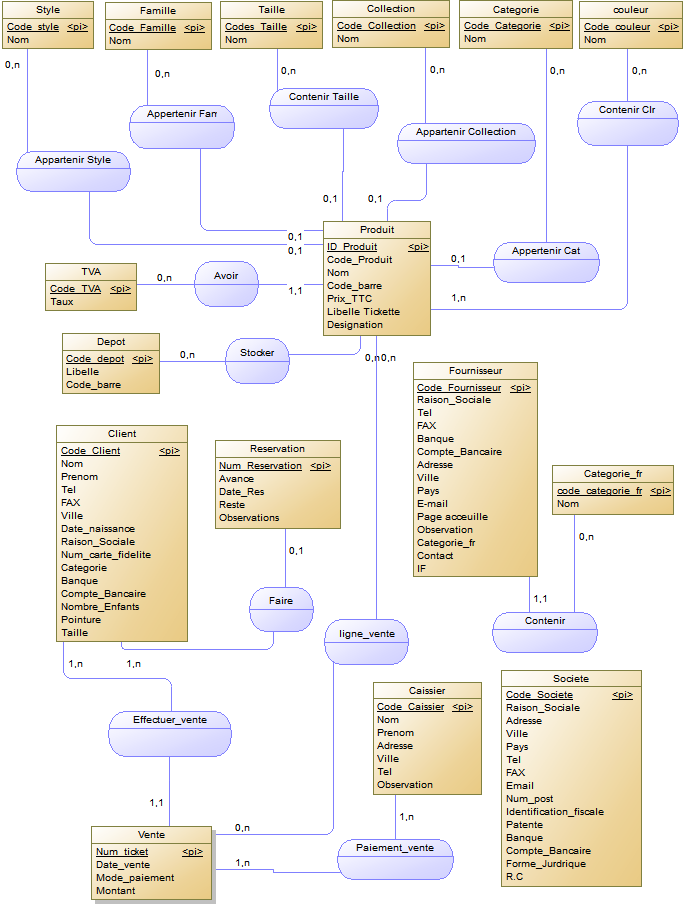 Style
Code_style <pi>
Nom
Famille
Code_Famille <pi>
Nom
Taille
Codes_Taille <pi>
Nom
Collection
Code_Collection <pi>
Nom
Categorie
Code_Categorie <pi>
Nom
couleur
Code_couleur <pi>
Nom
0,n
0,n
0,n
0,n
0,n
0,n
Appartenir Style
Appertenir Fam
Contenir Taille
Appartenir Collection
Contenir Clr
0,1
0,1
0,1
0,1
Produit
ID_Produit <pi>
Code_Produit
Nom
Code_barre
Prix_TTC
Libelle Tickette
Designation
0,1
Appertenir Cat
1,n
TVA
Code_TVA <pi>
Taux
0,n
Avoir
1,1
Depot
Code_depot <pi>
Libelle
Code_barre
0,n
Stocker
0,n
0,n
Fournisseur
Code_Fournisseur <pi>
Raison_Sociale
Tel
FAX
Banque
Compte_Bancaire
Adresse
Ville
Pays
E-mail
Page acœuille
Observation
Categorie_fr
Contact
IF
Client
Code_Client <pi>
Nom
Prenom
Tel
FAX
Ville
Date_naissance
Raison_Sociale
Num_carte_fidelite
Categorie
Banque
Compte_Bancaire
Nombre_Enfants
Pointure
Taille
Reservation
Num_Reservation <pi>
Avance
Date_Res
Reste
Observations
0,1
Faire
1,n
1,n
Categorie_fr
code_categorie_fr <pi>
Nom
0,n
1,1
Contenir
ligne_vente
Effectuer_vente
1,1
Caissier
Code_Caissier <pi>
Nom
Prenom
Adresse
Ville
Tel
Observation
1,n
Societe
Code_Societe <pi>
Raison_Sociale
Adresse
Ville
Pays
Tel
FAX
Email
Num_post
Identification_fiscale
Patente
Banque
Compte_Bancaire
Forme_Jurdrique
R.C
Vente
Num_ticket <pi>
Date_vente
Mode_paiement
Montant
0,n
1,n
Paiement_vente